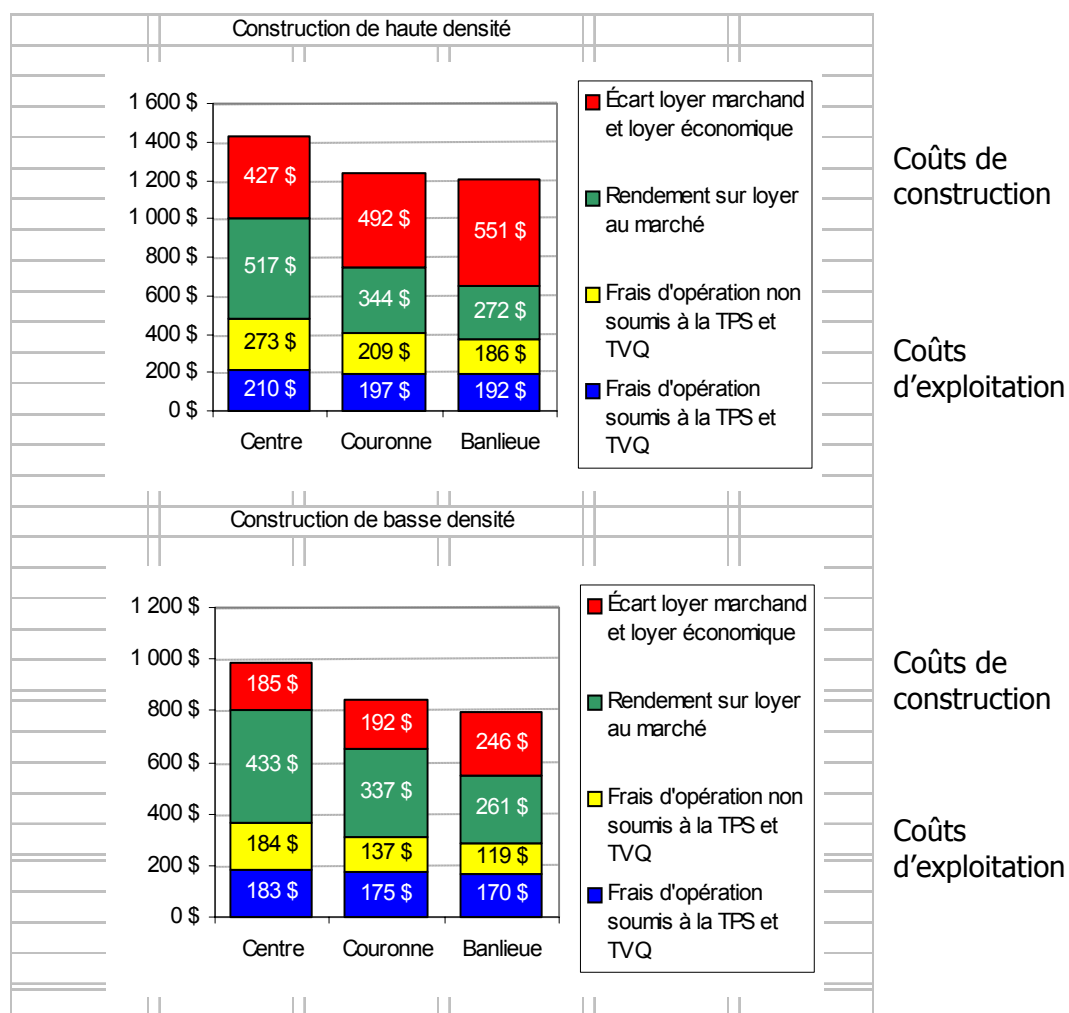 Construction de haute densité
1 600 $
1 400 $
1 200 $
1 000 $
800 $
600 $
400 $
200 $
0 $
427 $
517 $
273 $
210 $
492 $
344 $
209 $
197 $
551 $
272 $
186 $
192 $
Centre
Couronne
Banlieue
Écart loyer marchand
et loyer économique
Rendement sur loyer
au marché
Frais d'opération non
soumis à la TPS et
TVQ
Frais d'opération
soumis à la TPS et
TVQ
Coûts de
construction
Coûts
d’exploitation
Construction de basse densité
1 200 $
1 000 $
800 $
600 $
400 $
200 $
0 $
185 $
433 $
184 $
183 $
192 $
337 $
137 $
175 $
246 $
261 $
119 $
170 $
Centre
Couronne
Banlieue
Écart loyer marchand
et loyer économique
Rendement sur loyer
au marché
Frais d'opération non
soumis à la TPS et
TVQ
Frais d'opération
soumis à la TPS et
TVQ
Coûts de
construction
Coûts
d’exploitation